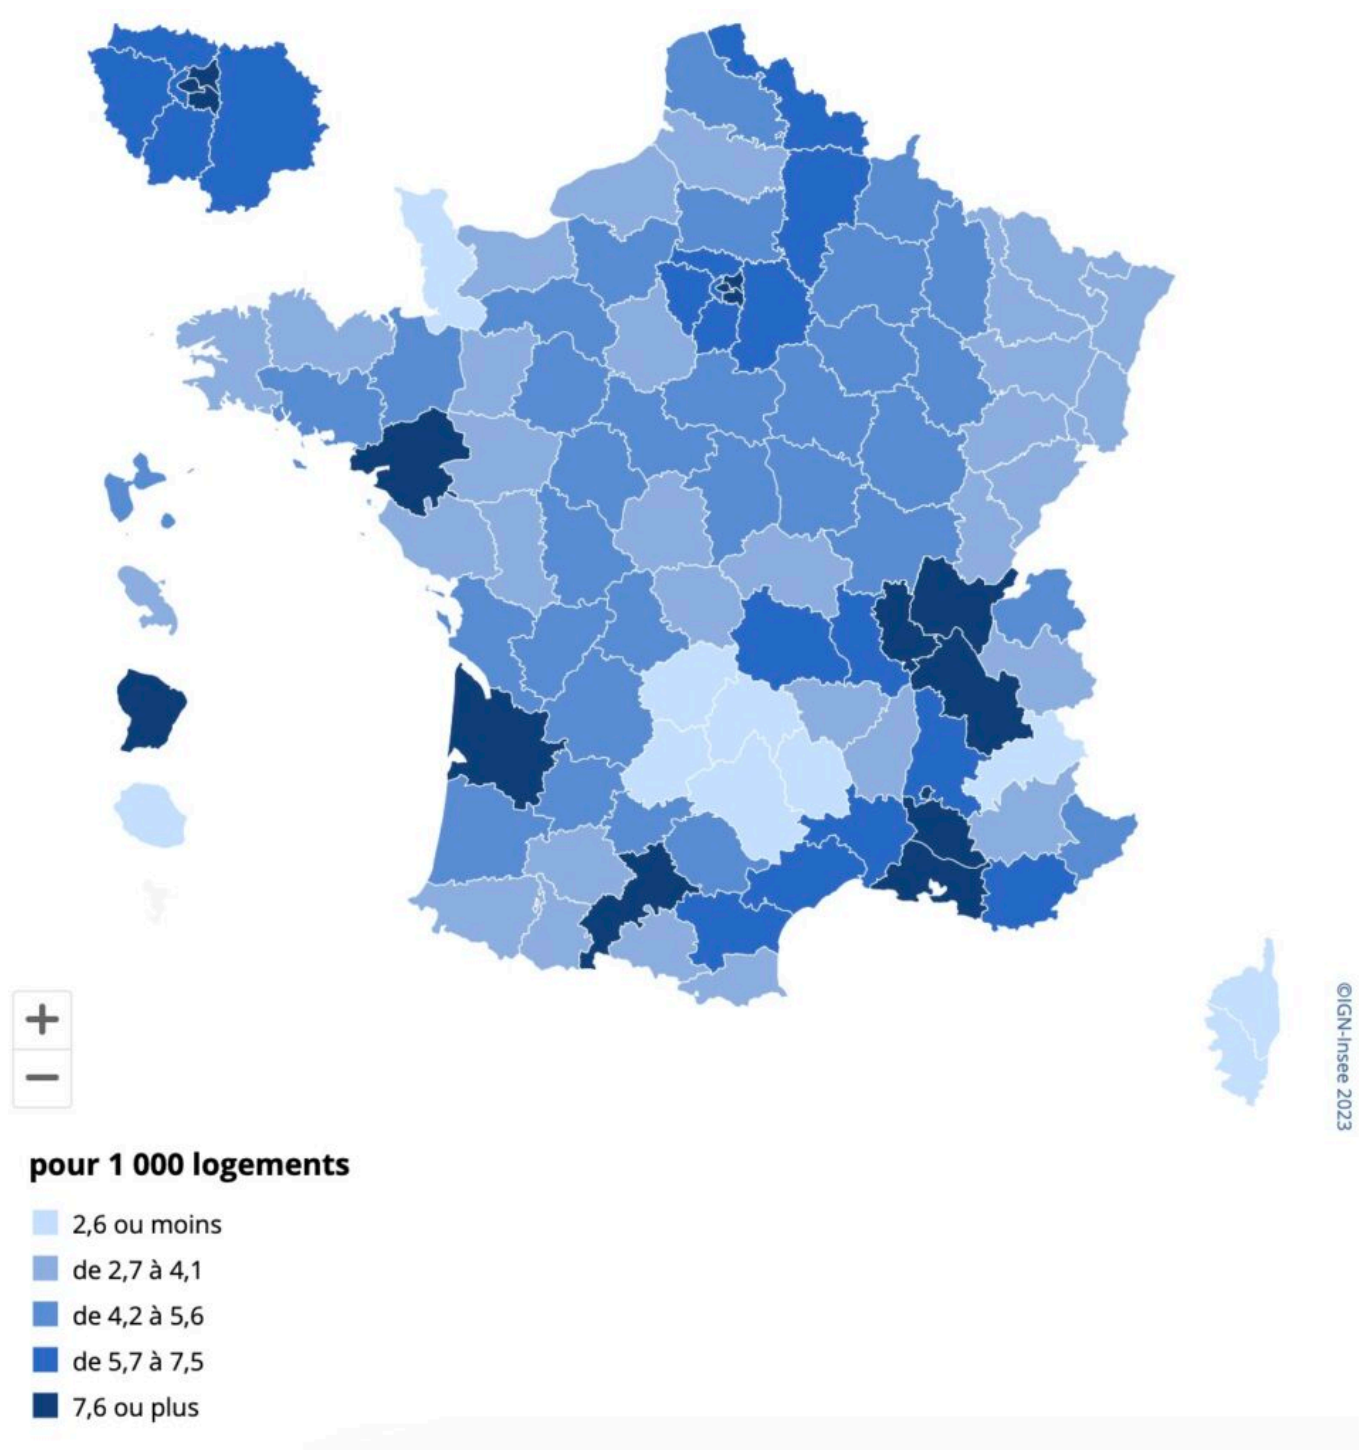 ©IGN-Insee 2023
+
−
pour 1 000 logements
2,6 ou moins
de 2,7 à 4,1
de 4,2 à 5,6
de 5,7 à 7,5
7,6 ou plus